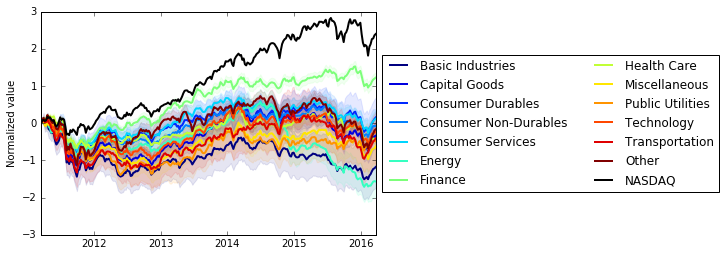 3
2
1
0
−1
−2
−3
Normalized value
2012 2013 2014 2015 2016
Basic Industries
Capital Goods
Consumer Durables
Consumer Non-Durables
Consumer Services
Energy
Finance
Health Care
Miscellaneous
Public Utilities
Technology
Transportation
Other
NASDAQ